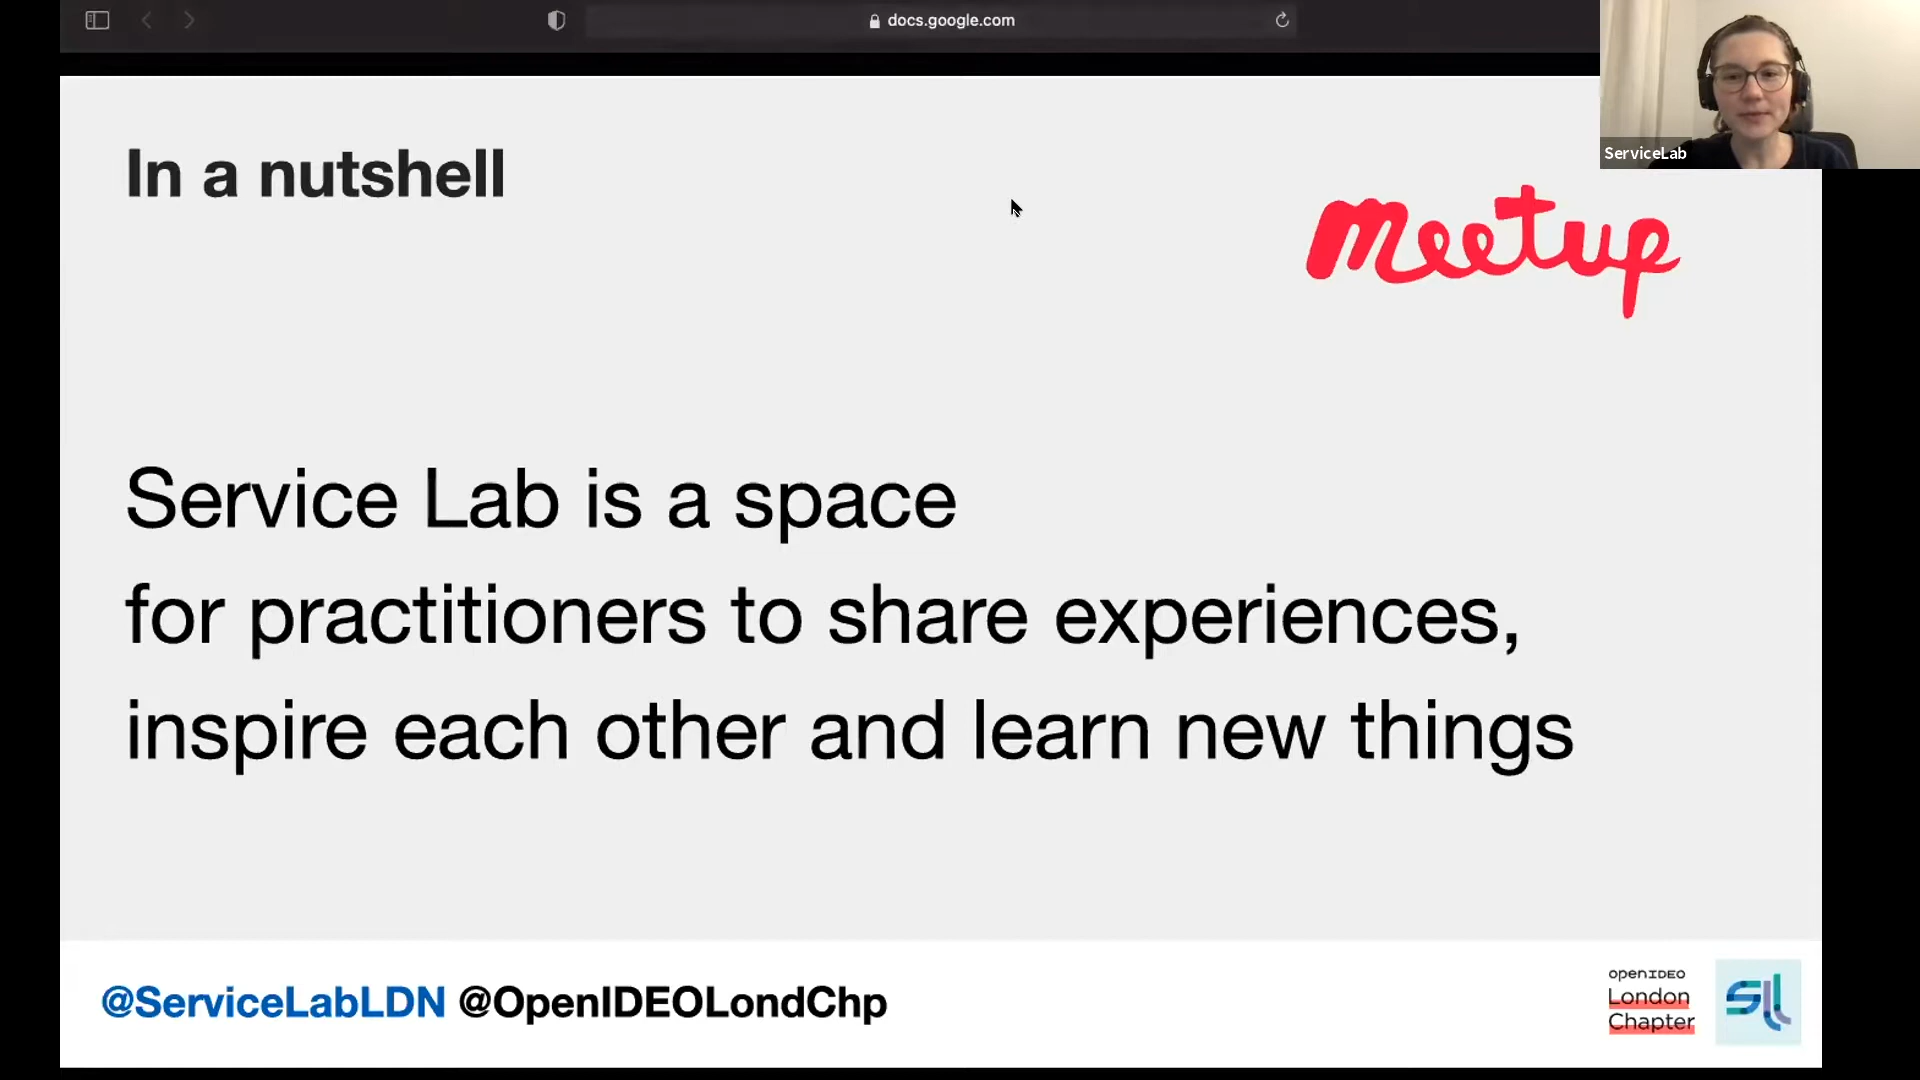 docs.google.com
ServiceLab
In a nutshell
meetup
Service Lab is a space
for practitioners to share experiences,
inspire each other and learn new things
@ServiceLabLDN @OpenIDEOLondChp
OPENIDEO
London
Chapter
SLL